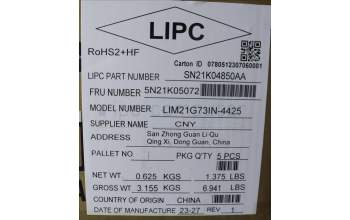 LIPC
RoHS2+HF
Carton ID 0780512307060001
LIPC PART NUMBER SN21K04850AA
FRU NUMBER 5N21K05072
MODEL NUMBER LIM21G73IN-4425
SUPPLIER NAME CNY
ADDRESS San Zhong Guan Li Qu
Qing Xi, Dong Guan, China
PALLET PKG Q'TY 5 PCS
NET WT 0.625 KGS 1.375 LBS
GROSS WT 3.155 KGS 6.941 LBS
COUNTRY OF ORIGIN CHINA
DATE OF MANUFACTURE 23-27 REV 1